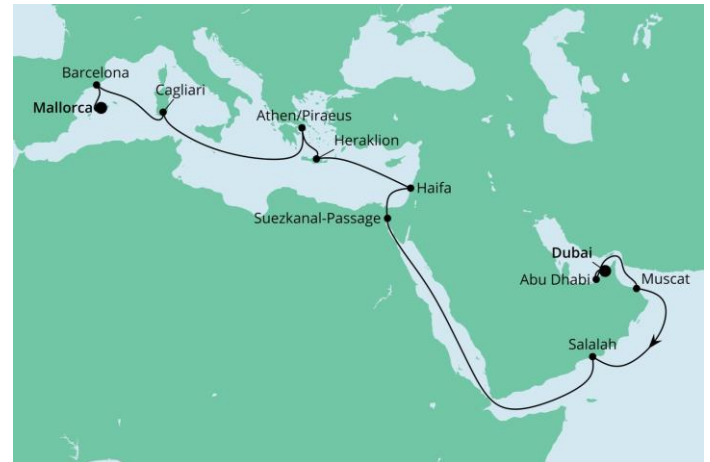 Barcelona
Cagliari
Mallorca
Athen/Piraeus
Heraklion
Haifa
Suezkanal-Passage
Dubai
Abu Dhabi
Muscat
Salalah